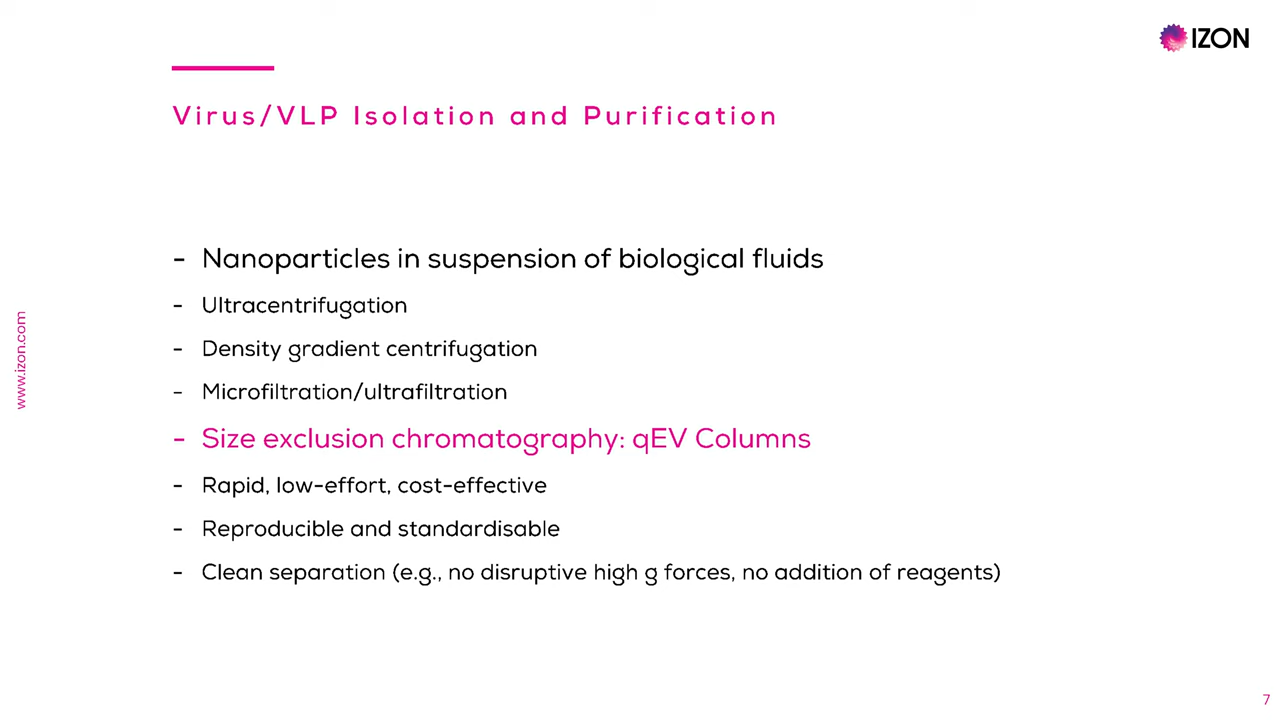 IZON
Virus/VLP Isolation and Purification
- Nanoparticles in suspension of biological fluids
- Ultracentrifugation
- Density gradient centrifugation
- Microfiltration/ultrafiltration
- Size exclusion chromatography: qEV Columns
- Rapid, low-effort, cost-effective
- Reproducible and standardisable
- Clean separation (e.g., no disruptive high g forces, no addition of reagents)
www.izon.com
7